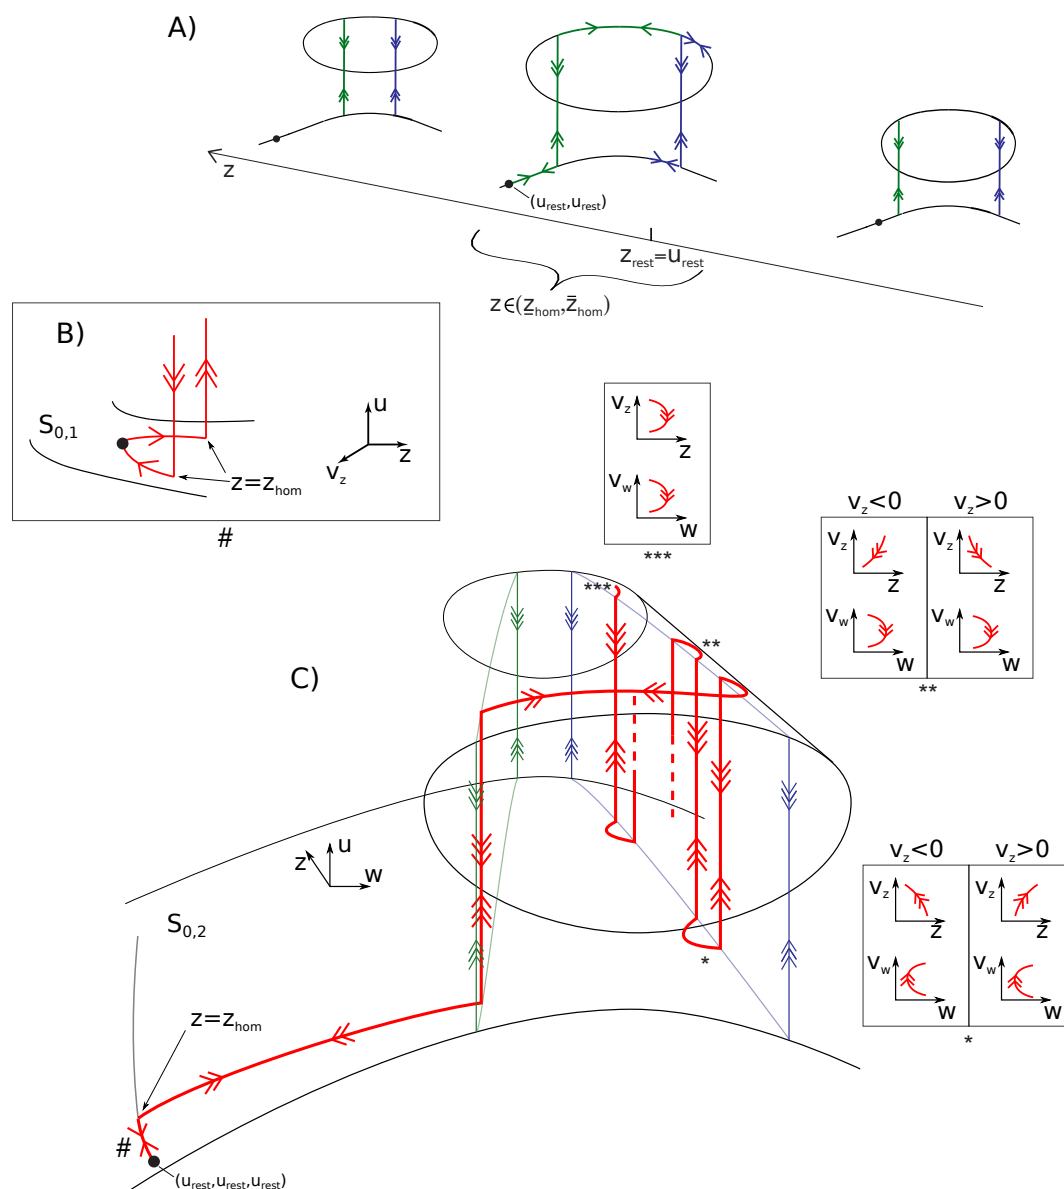 A)
z
(u_rest,u_rest)
z_rest=u_rest
z∈(z̲_hom,z̄_hom)
B)
S_0,1
z=z_hom
u
z
v_z
#
v_z
z
v_w
w
***
v_z<0 v_z>0
v_z v_z
z z
v_w v_w
w w
**
C)
***
**
z u
w
S_0,2
*
z=z_hom
#
(u_rest,u_rest,u_rest)
v_z<0 v_z>0
v_z v_z
z z
v_w v_w
w w
*